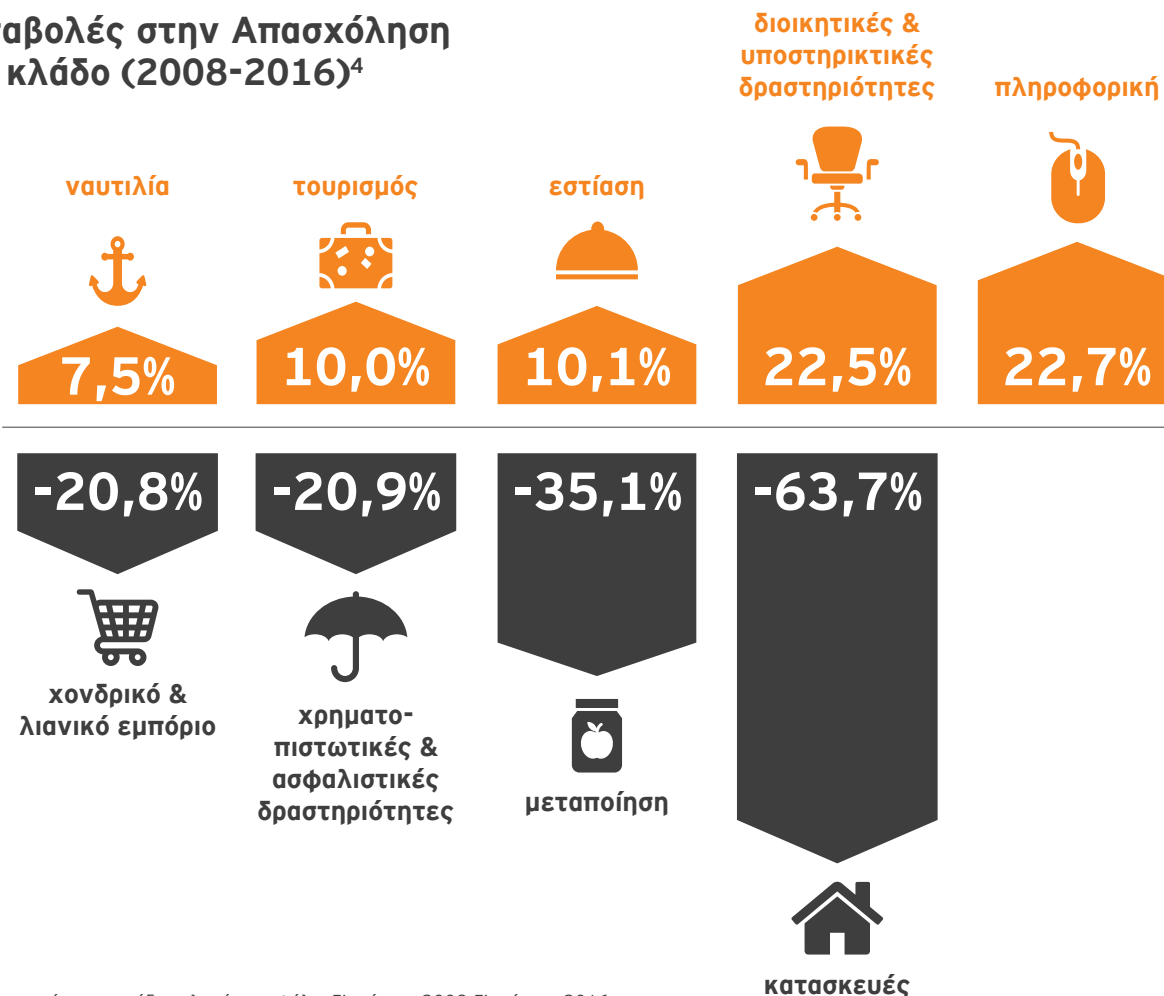 αβολές στην Απασχόληση
κλάδο (2008-2016)⁴
ναυτιλία
τουρισμός
εστίαση
διοικητικές &
υποστηρικτικές
δραστηριότητες
πληροφορική
7,5%
10,0%
10,1%
22,5%
22,7%
-20,8%
-20,9%
-35,1%
-63,7%
χονδρικό &
λιανικό εμπόριο
χρηματο-
πιστωτικές &
ασφαλιστικές
δραστηριότητες
μεταποίηση
κατασκευές